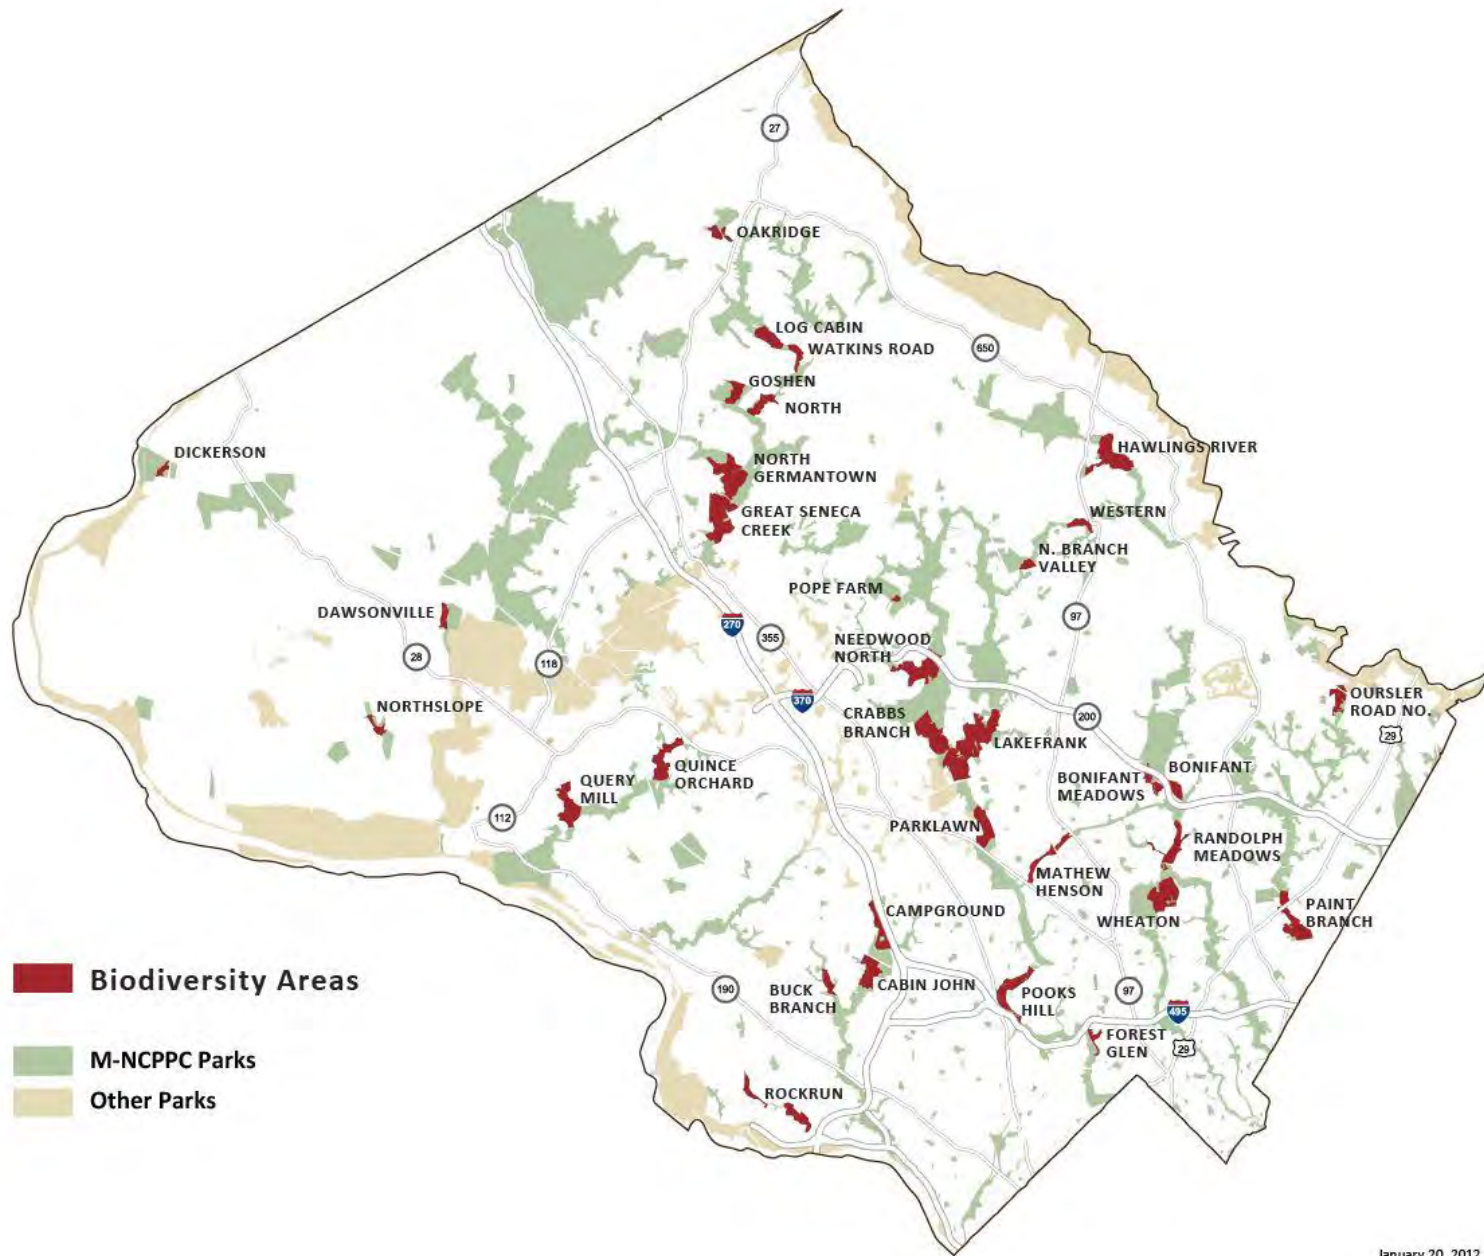 27
OAKRIDGE
LOG CABIN
WATKINS ROAD
650
GOSHEN
NORTH
DICKERSON
HAWLINGS RIVER
NORTH
GERMANTOWN
GREAT SENECA
CREEK
WESTERN
N. BRANCH
VALLEY
POPE FARM
DAWSONVILLE
270
355
97
NEEDWOOD
NORTH
28
118
370
NORTHSLOPE
CRABBS
BRANCH
LAKEFRANK
200
OURSLER
ROAD NO.
29
QUINCE
ORCHARD
QUERY
MILL
BONIFANT
BONIFANT
MEADOWS
112
PARKLAWN
RANDOLPH
MEADOWS
MATHEW
HENSON
WHEATON
PAINT
BRANCH
CAMPGROUND
Biodiversity Areas
190
BUCK
BRANCH
CABIN JOHN
POOKS
HILL
97
495
FOREST
GLEN
29
M-NCPPC Parks
Other Parks
ROCKRUN
January 20, 2012